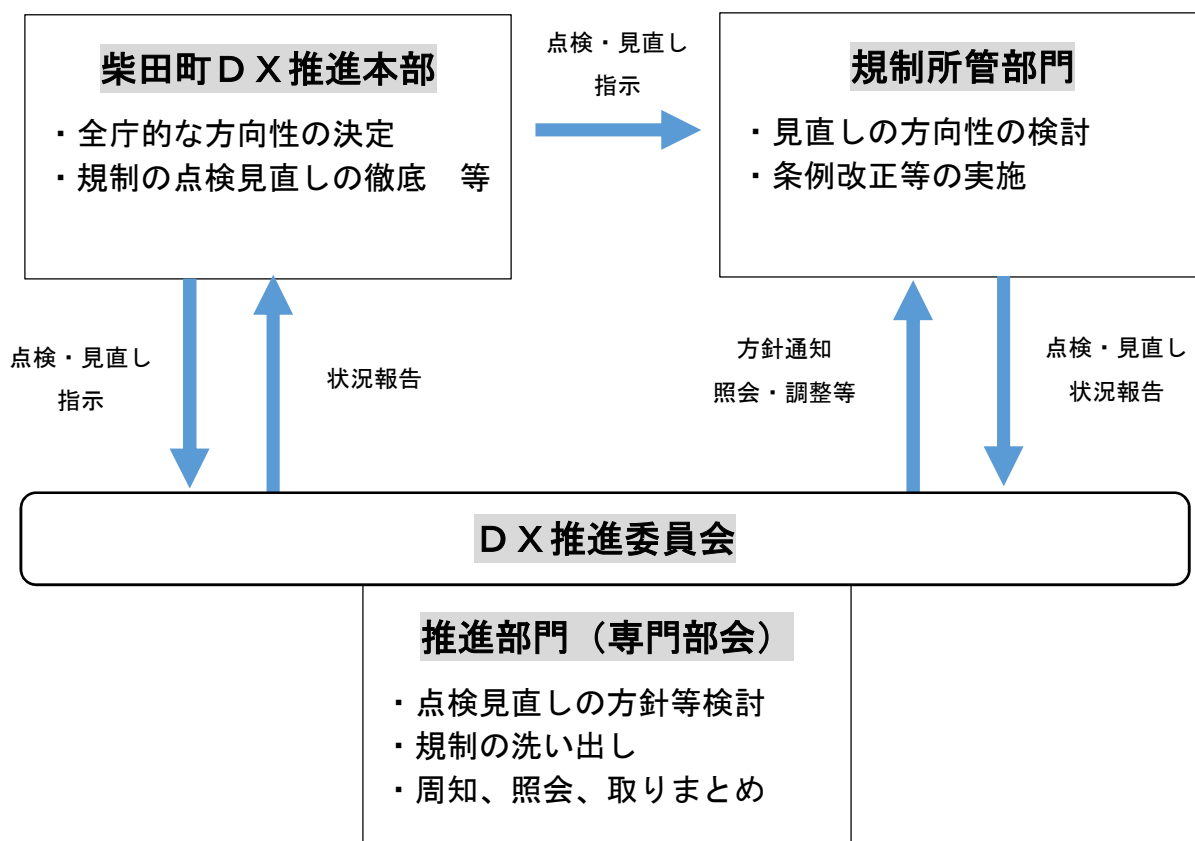 柴田町ＤＸ推進本部
・全庁的な方向性の決定
・規制の点検見直しの徹底　等
点検・見直し
指示
規制所管部門
・見直しの方向性の検討
・条例改正等の実施
点検・見直し
指示
状況報告
方針通知
照会・調整等
点検・見直し
状況報告
ＤＸ推進委員会
推進部門（専門部会）
・点検見直しの方針等検討
・規制の洗い出し
・周知、照会、取りまとめ